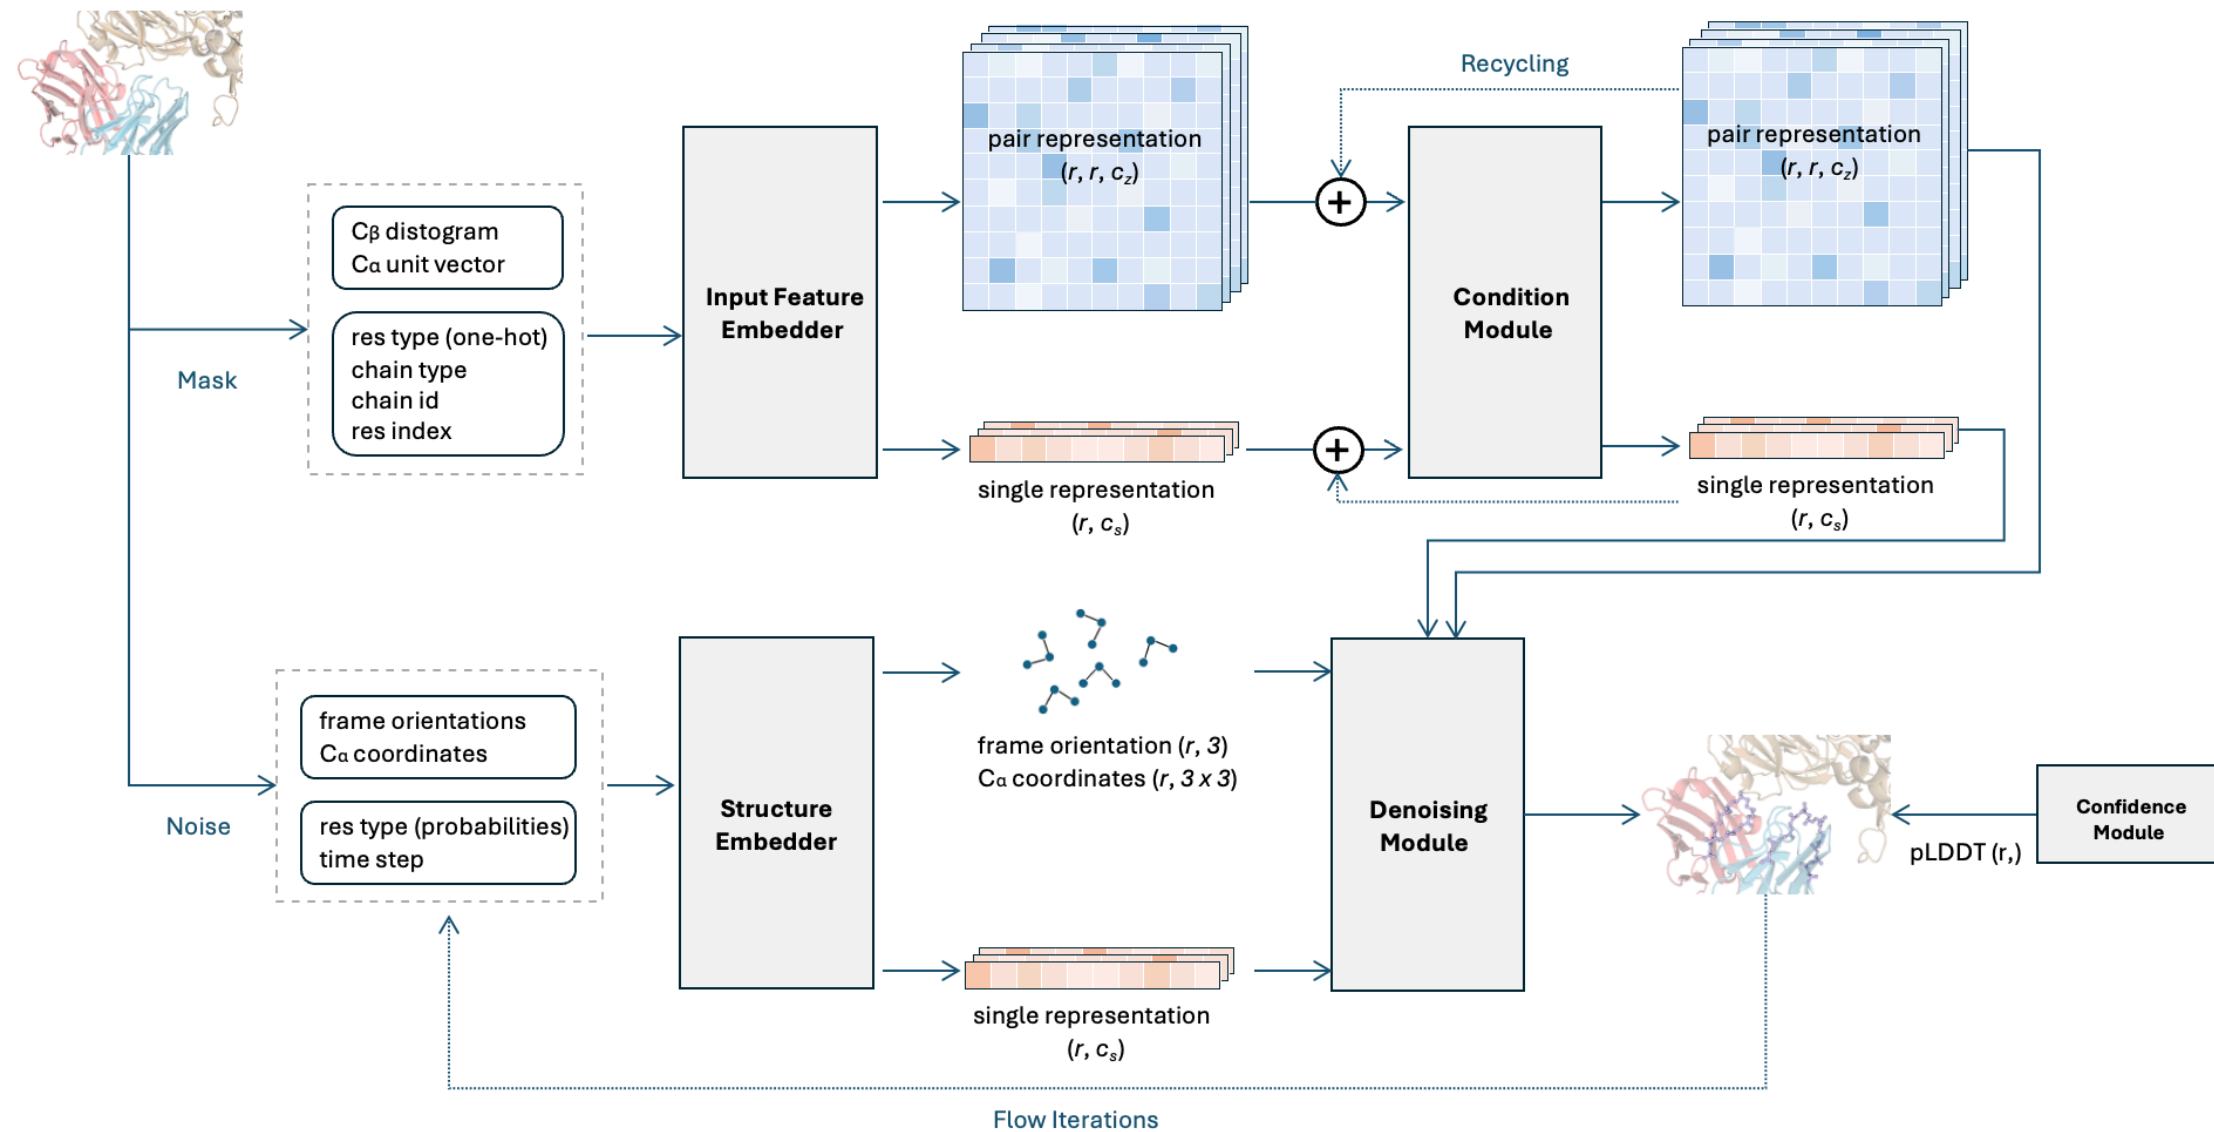 Recycling
pair representation
(r, r, c_z)
pair representation
(r, r, c_z)
Cβ distogram
Cα unit vector
Input Feature
Embedder
Condition
Module
res type (one-hot)
chain type
chain id
res index
Mask
single representation
(r, c_s)
single representation
(r, c_s)
frame orientations
Cα coordinates
frame orientation (r, 3)
Cα coordinates (r, 3 x 3)
Noise
res type (probabilities)
time step
Structure
Embedder
Denoising
Module
Confidence
Module
pLDDT (r,)
single representation
(r, c_s)
Flow Iterations